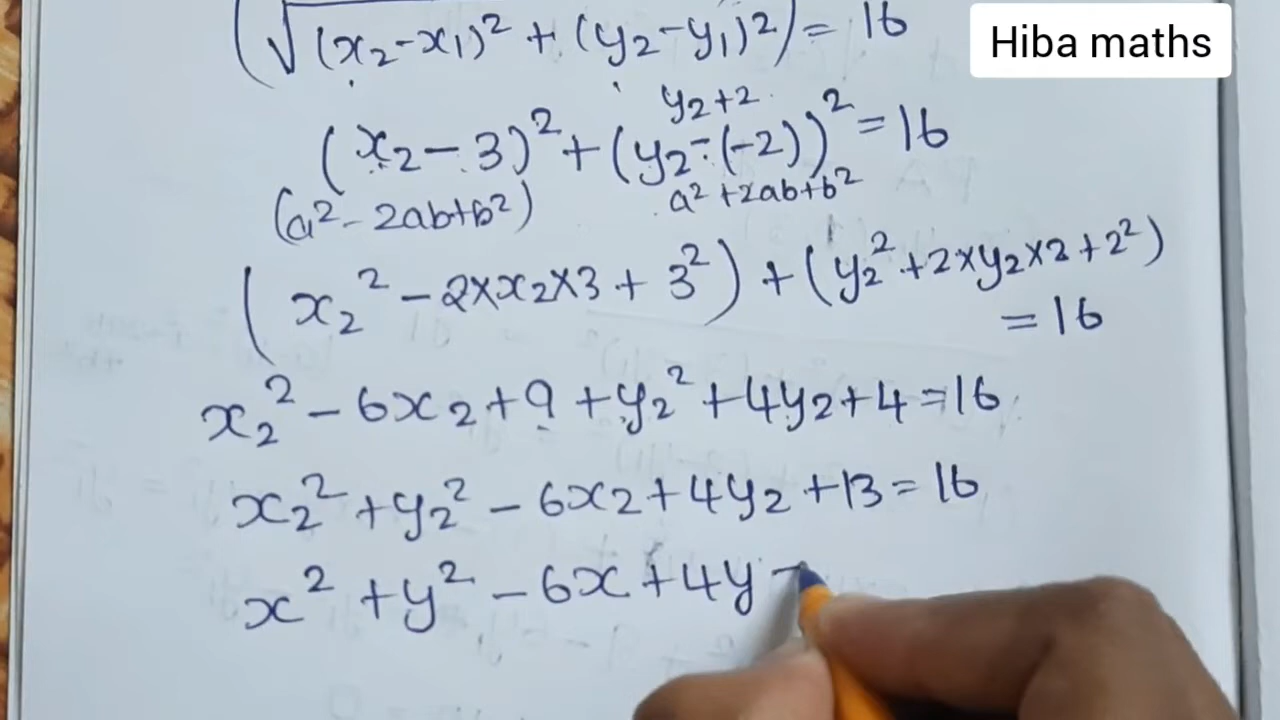 (√(x₂-x₁)² + (y₂-y₁)²) = 16
Hiba maths
y₂+2
(x₂-3)² + (y₂-(-2))² = 16
(a²-2ab+b²) a²+2ab+b²
(x₂² - 2×x₂×3 + 3²) + (y₂² + 2×y₂×2 + 2²)
= 16
x₂² - 6x₂ + 9 + y₂² + 4y₂ + 4 = 16
x₂² + y₂² - 6x₂ + 4y₂ + 13 = 16
x² + y² - 6x + 4y -